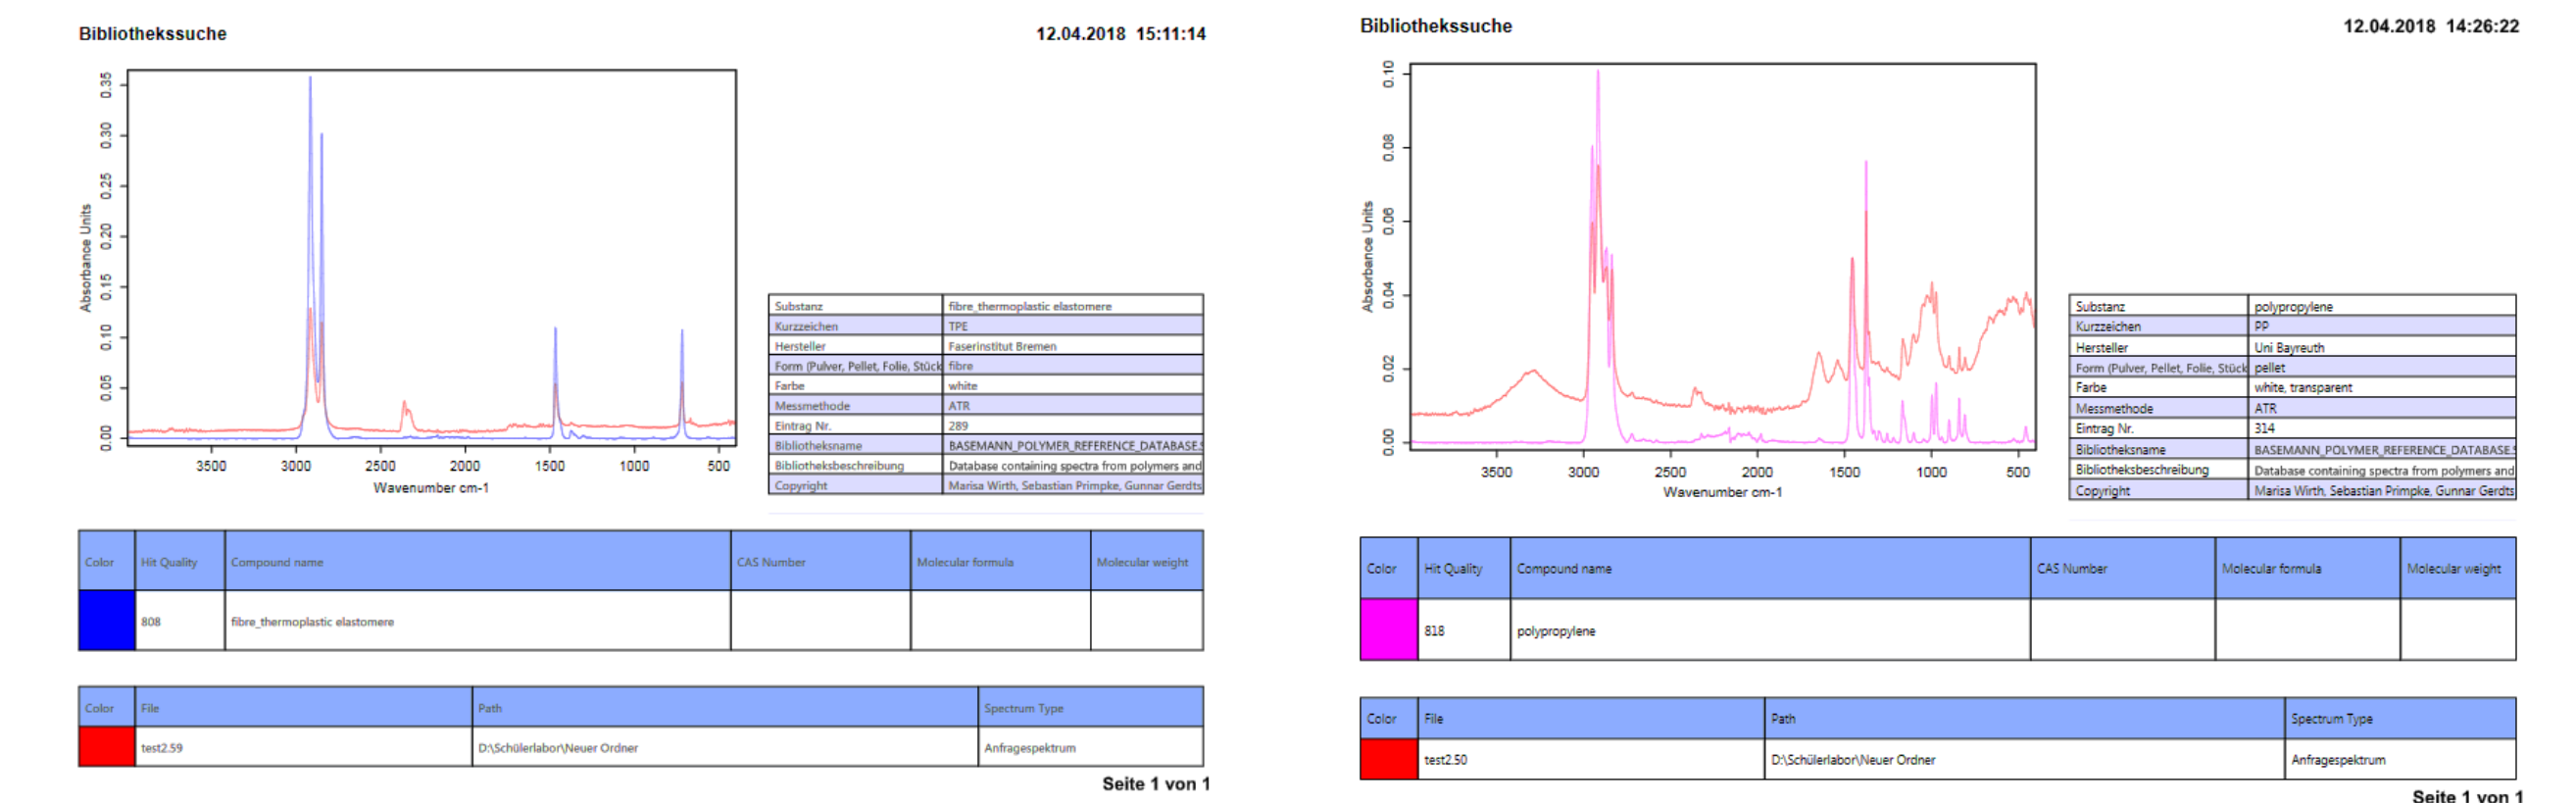 Bibliothekssuche 12.04.2018 15:11:14
0.35
0.30
0.25
0.20
0.15
0.10
0.05
0.00
Absorbance Units
3500 3000 2500 2000 1500 1000 500
Wavenumber cm-1
Substanz fibre_thermoplastic elastomere
Kurzzeichen TPE
Hersteller Faserinstitut Bremen
Form (Pulver, Pellet, Folie, Stück fibre
Farbe white
Messmethode ATR
Eintrag Nr. 289
Bibliotheksname BASEMANN_POLYMER_REFERENCE_DATABASE.S
Bibliotheksbeschreibung Database containing spectra from polymers and
Copyright Marisa Wirth, Sebastian Primpke, Gunnar Gerdts
Color Hit Quality Compound name CAS Number Molecular formula Molecular weight
808 fibre_thermoplastic elastomere
Color File Path Spectrum Type
test2.59 D:\Schülerlabor\Neuer Ordner Anfragespektrum
Seite 1 von 1
Bibliothekssuche 12.04.2018 14:26:22
0.10
0.08
0.06
0.04
0.02
0.00
Absorbance Units
3500 3000 2500 2000 1500 1000 500
Wavenumber cm-1
Substanz polypropylene
Kurzzeichen PP
Hersteller Uni Bayreuth
Form (Pulver, Pellet, Folie, Stück pellet
Farbe white, transparent
Messmethode ATR
Eintrag Nr. 314
Bibliotheksname BASEMANN_POLYMER_REFERENCE_DATABASE.S
Bibliotheksbeschreibung Database containing spectra from polymers and
Copyright Marisa Wirth, Sebastian Primpke, Gunnar Gerdts
Color Hit Quality Compound name CAS Number Molecular formula Molecular weight
818 polypropylene
Color File Path Spectrum Type
test2.50 D:\Schülerlabor\Neuer Ordner Anfragespektrum
Seite 1 von 1